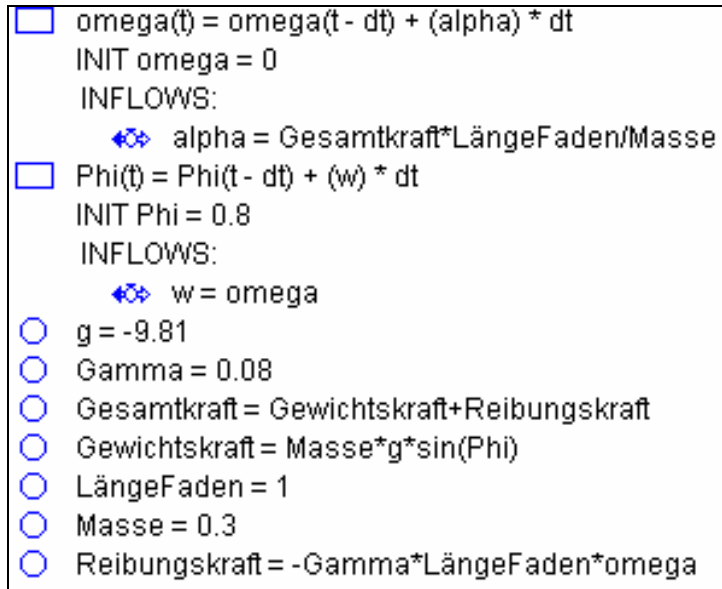 omega(t) = omega(t - dt) + (alpha) * dt
INIT omega = 0
INFLOWS:
alpha = Gesamtkraft*LängeFaden/Masse
Phi(t) = Phi(t - dt) + (w) * dt
INIT Phi = 0.8
INFLOWS:
w = omega
g = -9.81
Gamma = 0.08
Gesamtkraft = Gewichtskraft+Reibungskraft
Gewichtskraft = Masse*g*sin(Phi)
LängeFaden = 1
Masse = 0.3
Reibungskraft = -Gamma*LängeFaden*omega